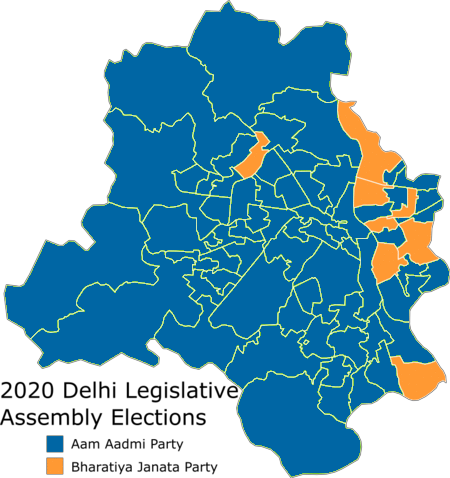 2020 Delhi Legislative
Assembly Elections
Aam Aadmi Party
Bharatiya Janata Party